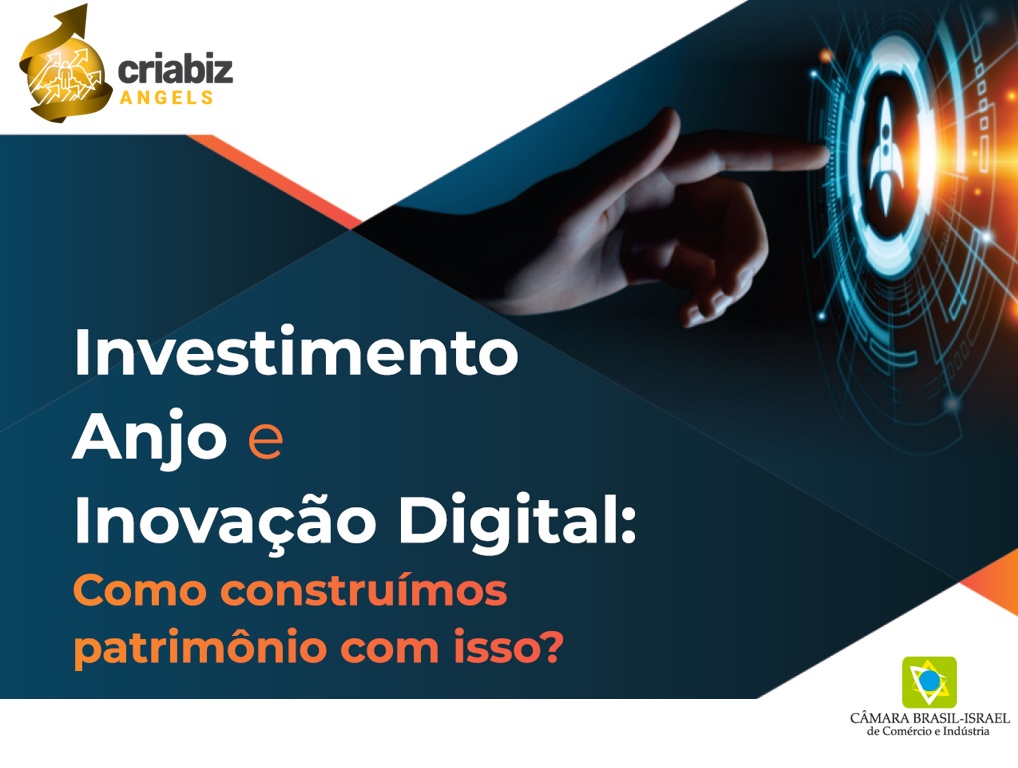 criabiz
ANGELS
Investimento
Anjo e
Inovação Digital:
Como construímos
patrimônio com isso?
CÂMARA BRASIL-ISRAEL
de Comércio e Indústria